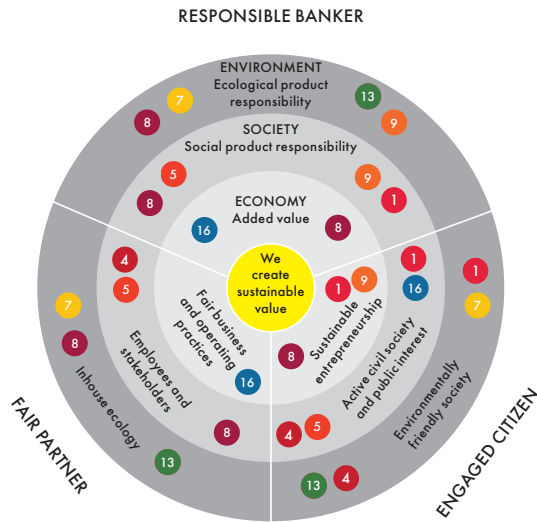 RESPONSIBLE BANKER
ENVIRONMENT
Ecological product
responsibility
7
8
13
9
SOCIETY
Social product responsibility
5
8
9
1
ECONOMY
Added value
16
8
We
create
sustainable
value
4
5
7
8
Fair business
and operating
practices
16
Employees and
stakeholders
8
Inhouse ecology
13
FAIR PARTNER
1
9
Sustainable
entrepreneurship
8
1
16
Active civil society
and public interest
4
5
1
7
Environmentally
friendly society
13
4
ENGAGED CITIZEN